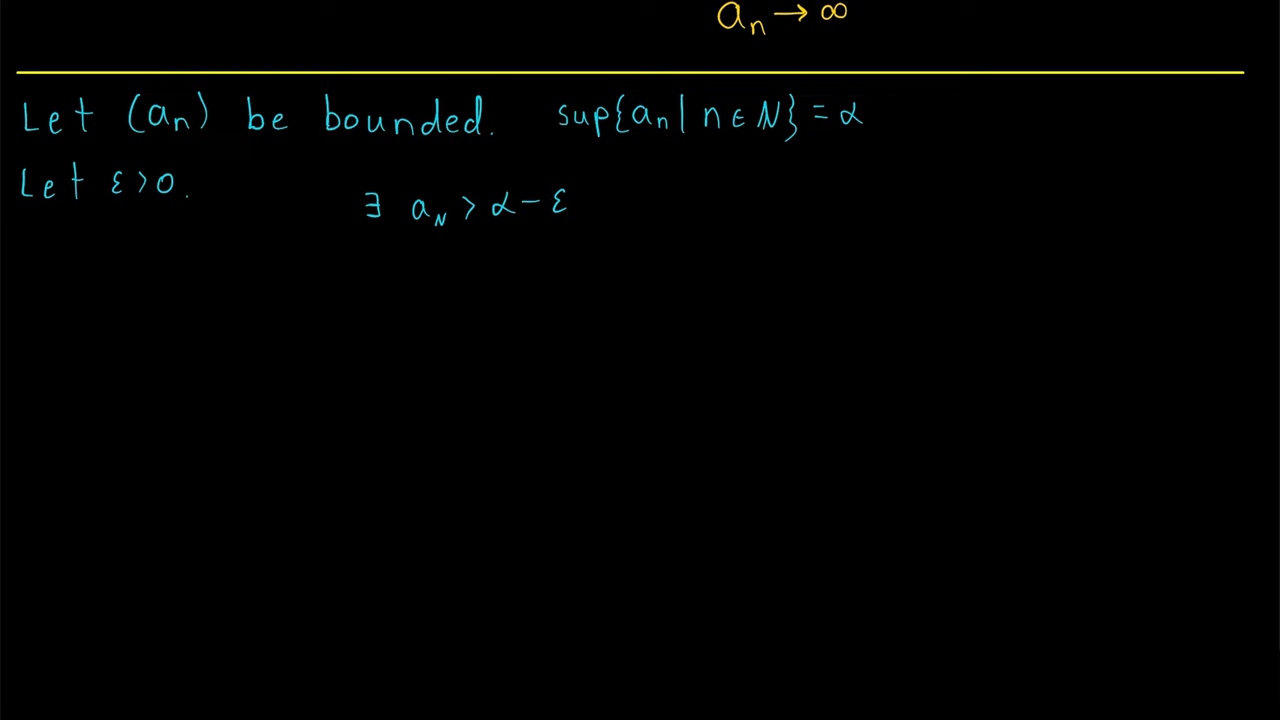 aₙ → ∞
Let (aₙ) be bounded. sup{aₙ | n ∈ N} = α
Let ε > 0.
∃ a_N > α − ε